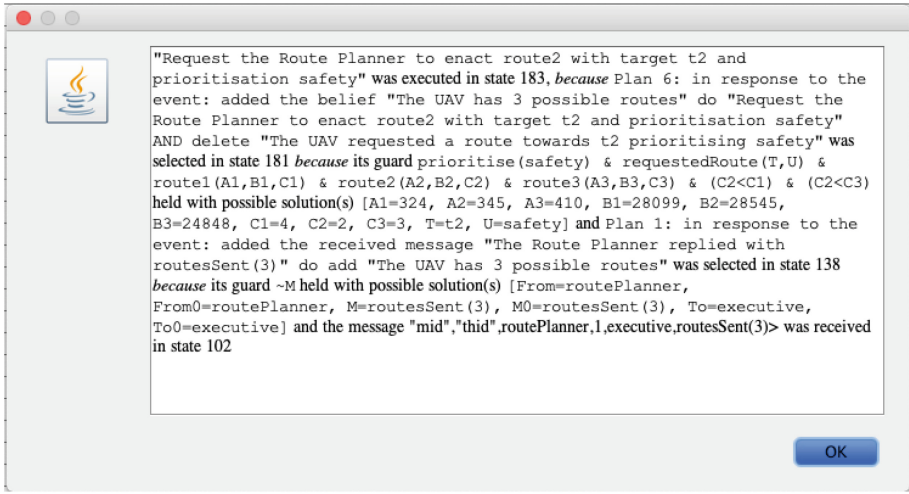 "Request the Route Planner to enact route2 with target t2 and
prioritisation safety" was executed in state 183, because Plan 6: in response to the
event: added the belief "The UAV has 3 possible routes" do "Request the
Route Planner to enact route2 with target t2 and prioritisation safety"
AND delete "The UAV requested a route towards t2 prioritising safety" was
selected in state 181 because its guard prioritise(safety) & requestedRoute(T,U) &
route1(A1,B1,C1) & route2(A2,B2,C2) & route3(A3,B3,C3) & (C2<C1) & (C2<C3)
held with possible solution(s) [A1=324, A2=345, A3=410, B1=28099, B2=28545,
B3=24848, C1=4, C2=2, C3=3, T=t2, U=safety] and Plan 1: in response to the
event: added the received message "The Route Planner replied with
routesSent(3)" do add "The UAV has 3 possible routes" was selected in state 138
because its guard ~M held with possible solution(s) [From=routePlanner,
From0=routePlanner, M=routesSent(3), M0=routesSent(3), To=executive,
To0=executive] and the message "mid","thid",routePlanner,1,executive,routesSent(3)> was received
in state 102
OK